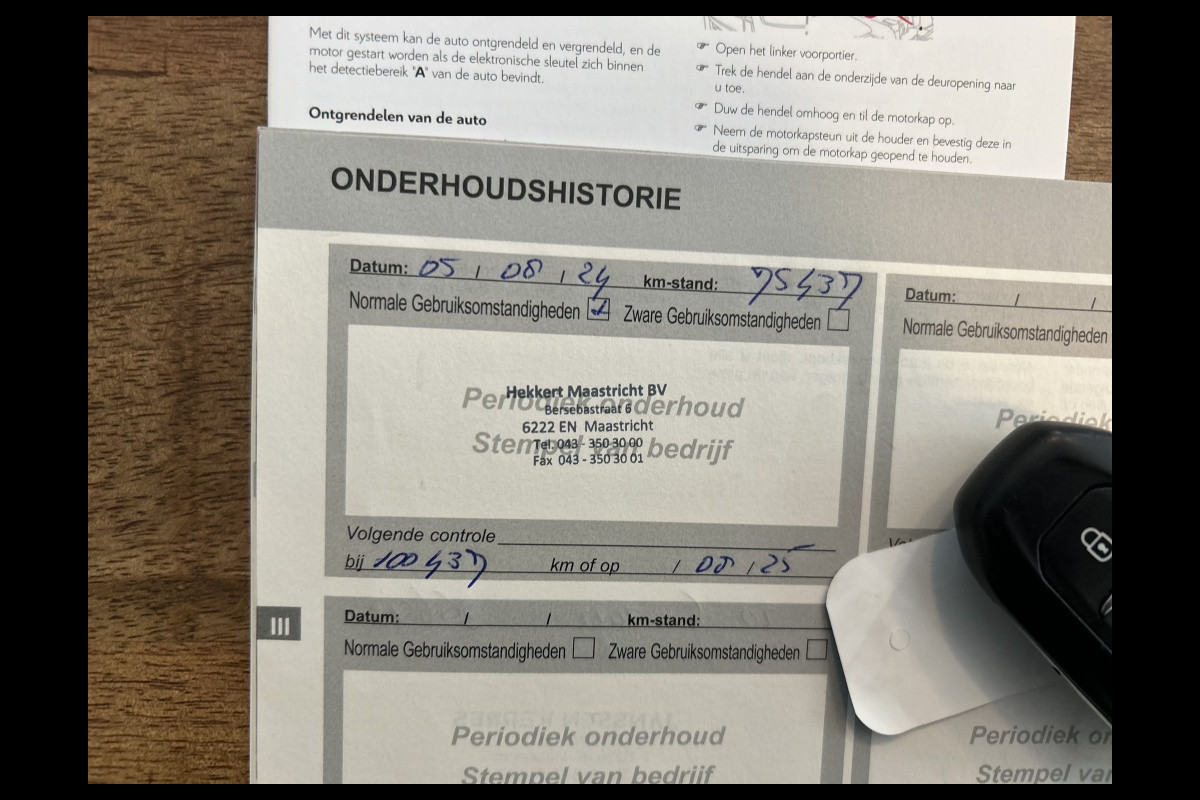 Met dit systeem kan de auto ontgrendeld en vergrendeld, en de
motor gestart worden als de elektronische sleutel zich binnen
het detectiebereik "A" van de auto bevindt.
Ontgrendelen van de auto
☞ Open het linker voorportier.
☞ Trek de hendel aan de onderzijde van de deuropening naar
u toe.
☞ Duw de hendel omhoog en til de motorkap op.
☞ Neem de motorkapsteun uit de houder en bevestig deze in
de uitsparing om de motorkap geopend te houden.
ONDERHOUDSHISTORIE
Datum: 05 / 08 / 24 km-stand: 75437
Normale Gebruiksomstandigheden Zware Gebruiksomstandigheden
Periodiek onderhoud
Stempel van bedrijf
Hekkert Maastricht BV
Bersebastraat 6
6222 EN Maastricht
Tel. 043 - 350 30 00
Fax 043 - 350 30 01
Volgende controle
bij 100437 km of op / 08 / 25
Datum: / /
Normale Gebruiksomstandigheden
Periodiek
III
Datum: / / km-stand:
Normale Gebruiksomstandigheden Zware Gebruiksomstandigheden
Periodiek onderhoud
Stempel van bedrijf
Periodiek on
Stempel van